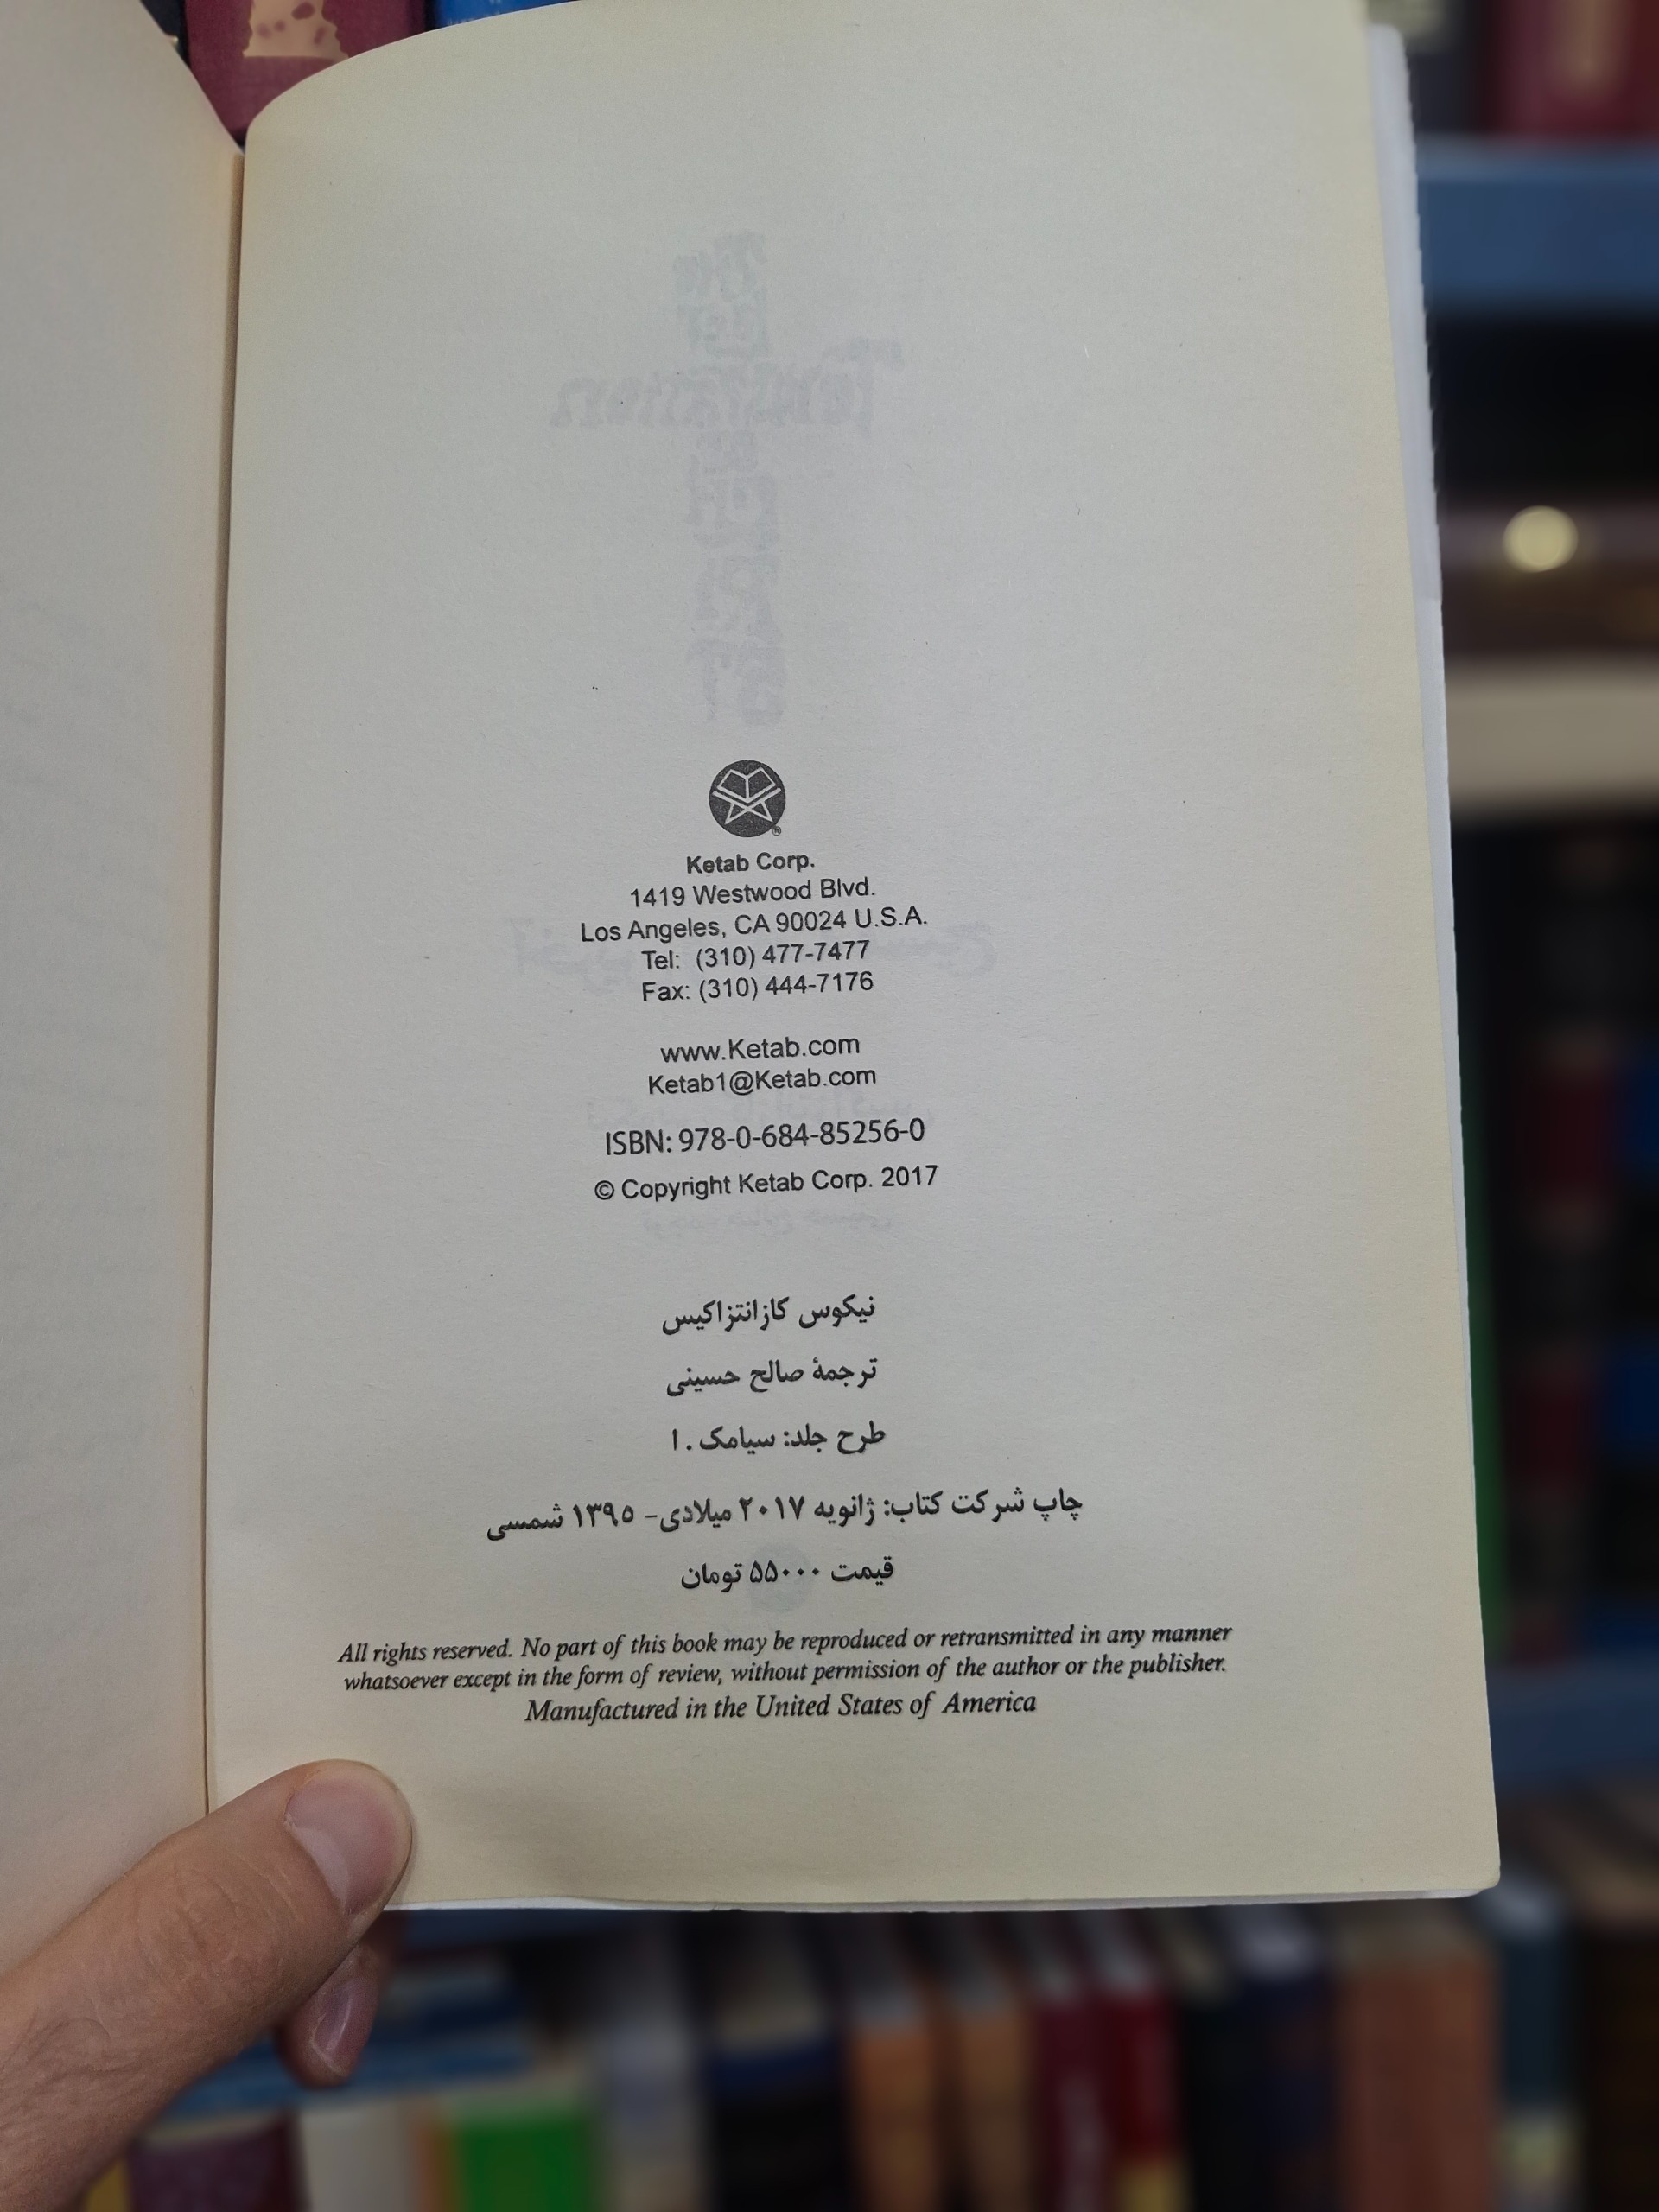 Ketab Corp.
1419 Westwood Blvd.
Los Angeles, CA 90024 U.S.A.
Tel: (310) 477-7477
Fax: (310) 444-7176
www.Ketab.com
Ketab1@Ketab.com
ISBN: 978-0-684-85256-0
© Copyright Ketab Corp. 2017
نیکوس کازانتزاکیس
ترجمهٔ صالح حسینی
طرح جلد: سیامک . ا
چاپ شرکت کتاب: ژانویه ۲۰۱۷ میلادی- ۱۳۹۵ شمسی
قیمت ۵۵۰۰۰ تومان
All rights reserved. No part of this book may be reproduced or retransmitted in any manner
whatsoever except in the form of review, without permission of the author or the publisher.
Manufactured in the United States of America